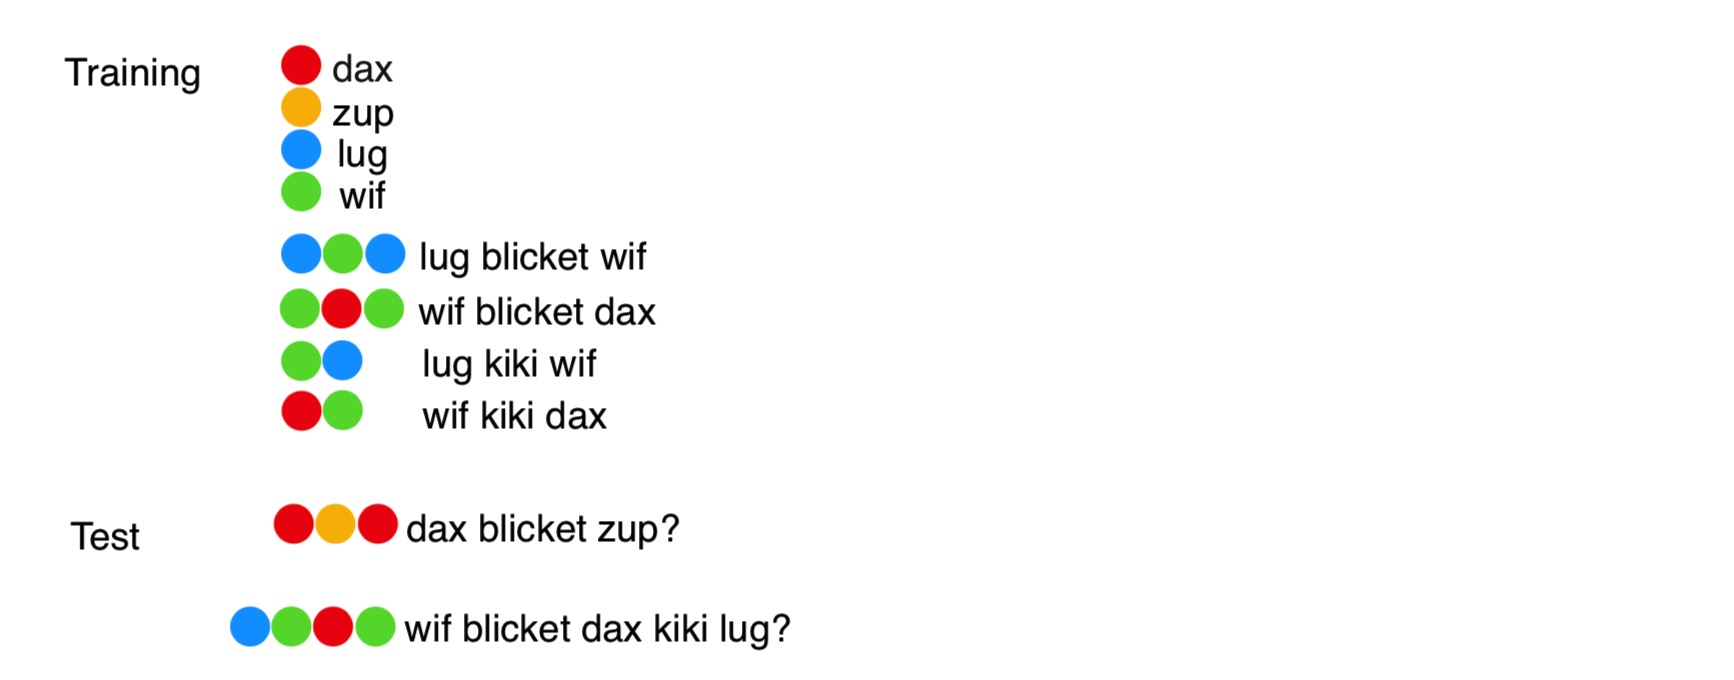 Training
dax
zup
lug
wif
lug blicket wif
wif blicket dax
lug kiki wif
wif kiki dax
Test
dax blicket zup?
wif blicket dax kiki lug?